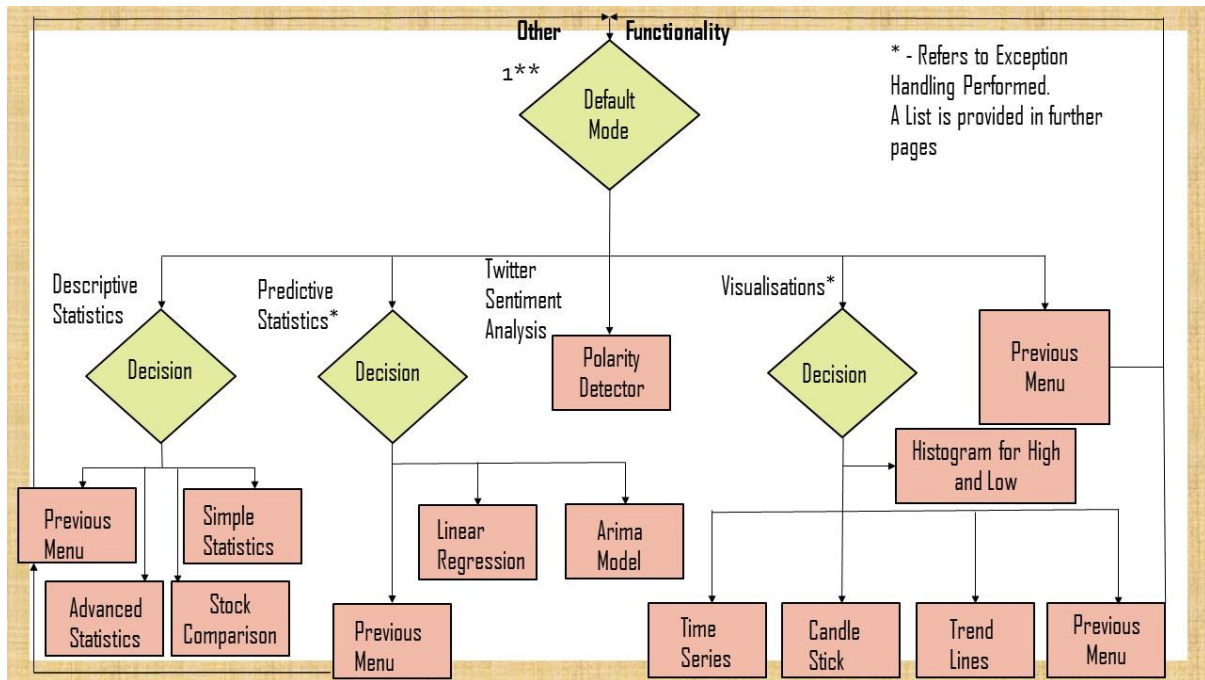 Other Functionality
1**
Default
Mode
* - Refers to Exception
Handling Performed.
A List is provided in further
pages
Descriptive
Statistics
Decision
Predictive
Statistics*
Decision
Twitter
Sentiment
Analysis
Polarity
Detector
Visualisations*
Decision
Previous
Menu
Histogram for High
and Low
Previous
Menu
Simple
Statistics
Advanced
Statistics
Stock
Comparison
Linear
Regression
Arima
Model
Previous
Menu
Time
Series
Candle
Stick
Trend
Lines
Previous
Menu